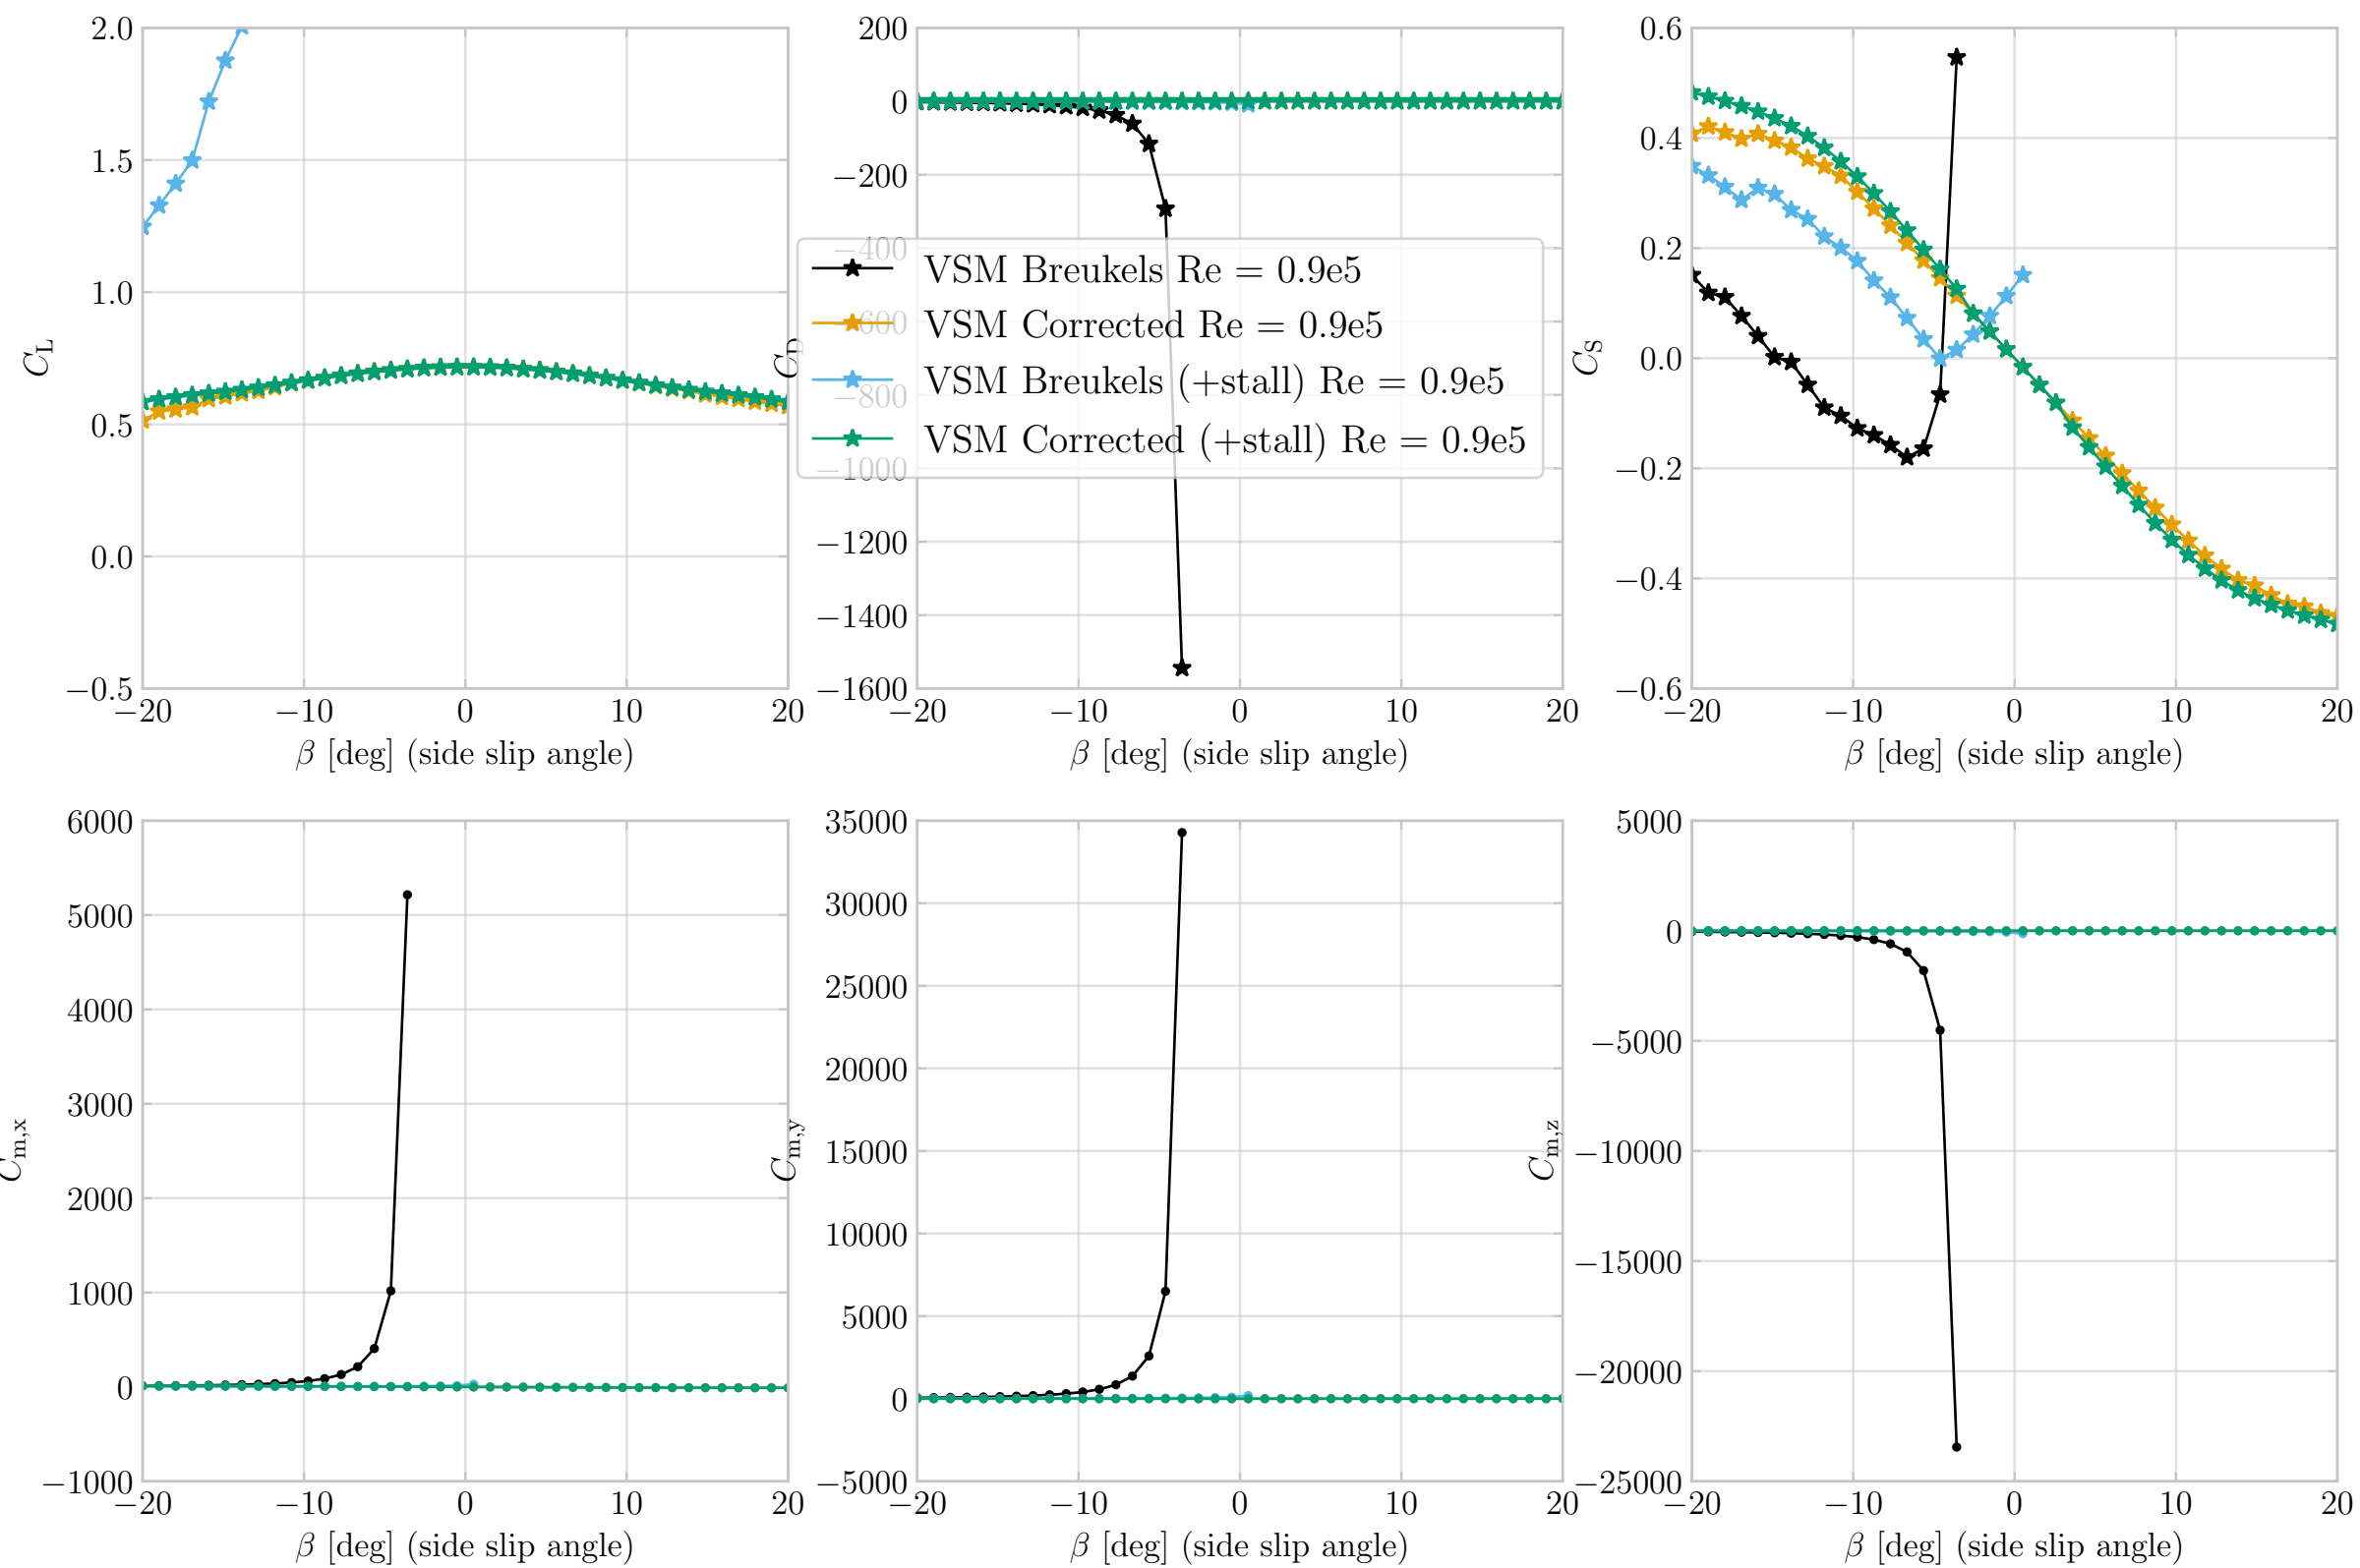 2.0
1.5
1.0
0.5
0.0
−0.5
C_L
−20 −10 0 10 20
β [deg] (side slip angle)
200
0
−200
−400
−600
−800
−1000
−1200
−1400
−1600
C_D
−20 −10 0 10 20
β [deg] (side slip angle)
VSM Breukels Re = 0.9e5
VSM Corrected Re = 0.9e5
VSM Breukels (+stall) Re = 0.9e5
VSM Corrected (+stall) Re = 0.9e5
0.6
0.4
0.2
0.0
−0.2
−0.4
−0.6
C_S
−20 −10 0 10 20
β [deg] (side slip angle)
6000
5000
4000
3000
2000
1000
0
−1000
C_m,x
−20 −10 0 10 20
β [deg] (side slip angle)
35000
30000
25000
20000
15000
10000
5000
0
−5000
C_m,y
−20 −10 0 10 20
β [deg] (side slip angle)
5000
0
−5000
−10000
−15000
−20000
−25000
C_m,z
−20 −10 0 10 20
β [deg] (side slip angle)